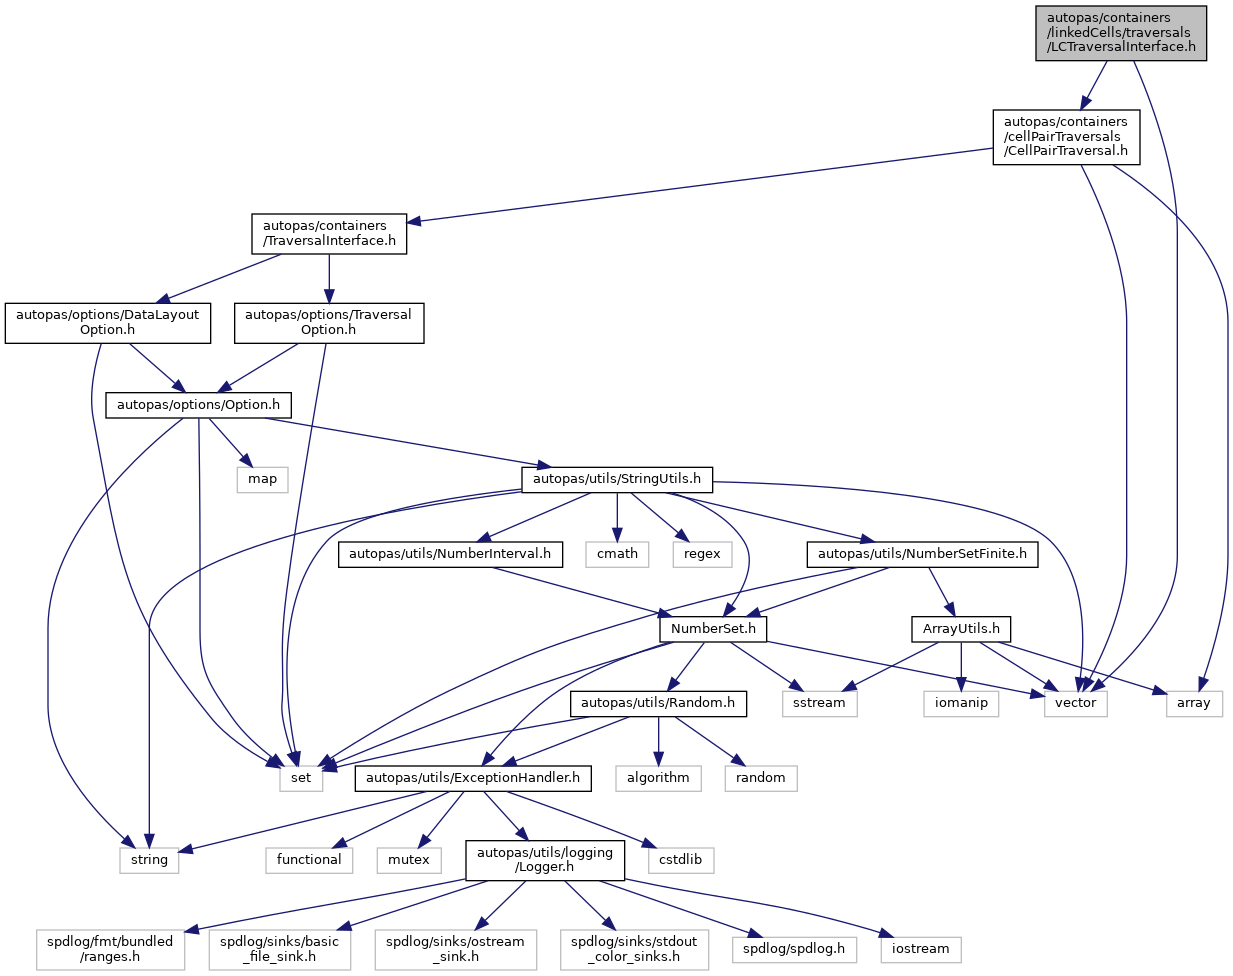 autopas/containers
/linkedCells/traversals
/LCTraversalInterface.h
autopas/containers
/cellPairTraversals
/CellPairTraversal.h
autopas/containers
/TraversalInterface.h
autopas/options/DataLayout
Option.h
autopas/options/Traversal
Option.h
autopas/options/Option.h
map
autopas/utils/StringUtils.h
autopas/utils/NumberInterval.h
cmath
regex
autopas/utils/NumberSetFinite.h
NumberSet.h
ArrayUtils.h
autopas/utils/Random.h
sstream
iomanip
vector
array
set
autopas/utils/ExceptionHandler.h
algorithm
random
string
functional
mutex
autopas/utils/logging
/Logger.h
cstdlib
spdlog/fmt/bundled
/ranges.h
spdlog/sinks/basic
_file_sink.h
spdlog/sinks/ostream
_sink.h
spdlog/sinks/stdout
_color_sinks.h
spdlog/spdlog.h
iostream